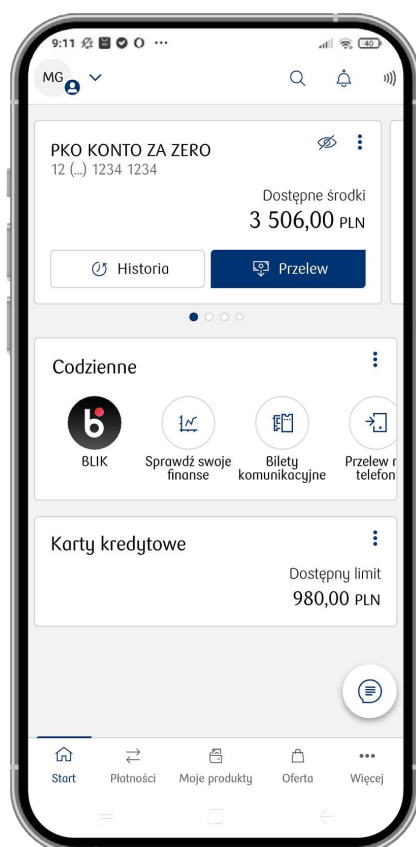 9:11
40
MG
PKO KONTO ZA ZERO
12 (...) 1234 1234
Dostępne środki
3 506,00 PLN
Historia
Przelew
Codzienne
BLIK
Sprawdź swoje
finanse
Bilety
komunikacyjne
Przelew n
telefon
Karty kredytowe
Dostępny limit
980,00 PLN
Start
Płatności
Moje produkty
Oferta
Więcej